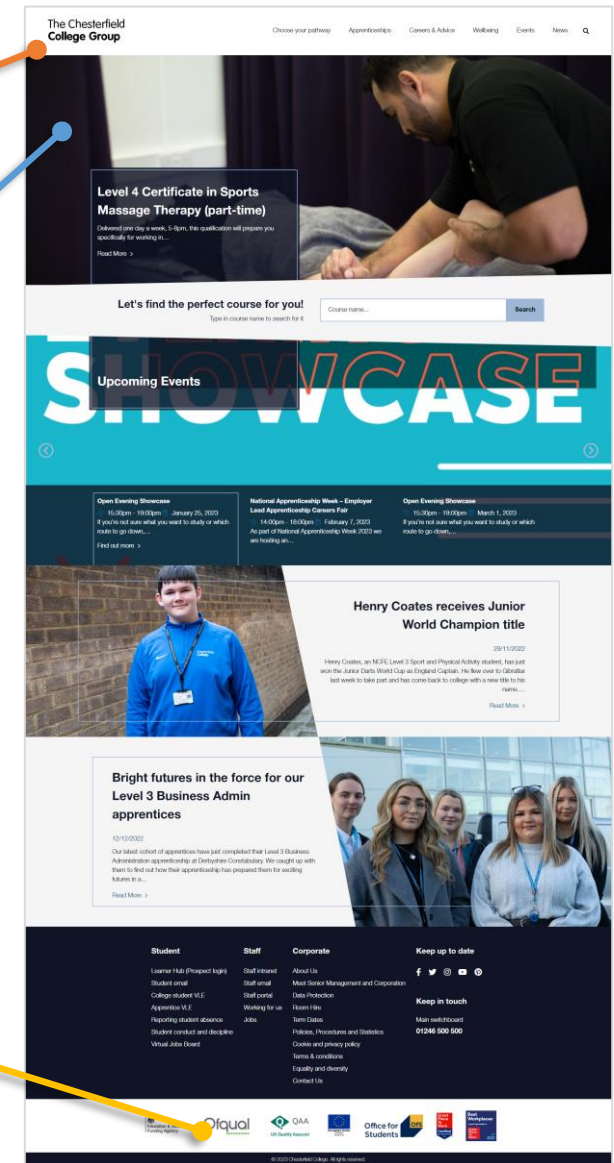 The Chesterfield
College Group
Choose your pathway
Apprenticeships
Careers & Advice
Wellbeing
Events
News
Level 4 Certificate in Sports
Massage Therapy (part-time)
Delivered one day a week, 5-8pm, this qualification will prepare you
specifically for working in...
Read More >
Let's find the perfect course for you!
Type in course name to search for it
Course name...
Search
SHOWCASE
Upcoming Events
Open Evening Showcase
15:30pm - 19:00pm January 25, 2023
If you're not sure what you want to study or which
route to go down,...
Find out more >
National Apprenticeship Week – Employer
Lead Apprenticeship Careers Fair
14:00pm - 18:00pm February 7, 2023
As part of National Apprenticeship Week 2023 we
are hosting an...
Open Evening Showcase
15:30pm - 19:00pm March 1, 2023
If you're not sure what you want to study or which
route to go down,...
Henry Coates receives Junior
World Champion title
29/11/2022
Henry Coates, an NCFE Level 3 Sport and Physical Activity student, has just
won the Junior Darts World Cup as England Captain. He flew over to Gibraltar
last week to take part and has come back to college with a new title to his
name....
Read More >
Bright futures in the force for our
Level 3 Business Admin
apprentices
12/12/2022
Our latest cohort of apprentices have just completed their Level 3 Business
Administration apprenticeship at Derbyshire Constabulary. We caught up with
them to find out how their apprenticeship has prepared them for exciting
futures in a...
Read More >
Student
Learner Hub (Prospect login)
Student email
College student VLE
Apprentice VLE
Reporting student absence
Student conduct and discipline
Virtual Jobs Board
Staff
Staff intranet
Staff email
Staff portal
Working for us
Jobs
Corporate
About Us
Meet Senior Management and Corporation
Data Protection
Room Hire
Term Dates
Policies, Procedures and Statistics
Cookie and privacy policy
Terms & conditions
Equality and diversity
Contact Us
Keep up to date
Keep in touch
Main switchboard
01246 500 500
Funding Agency
Ofqual
QAA
UK Quality Assured
Office for
Students
OfS
Best
Workplaces
© 2023 Chesterfield College. All rights reserved.